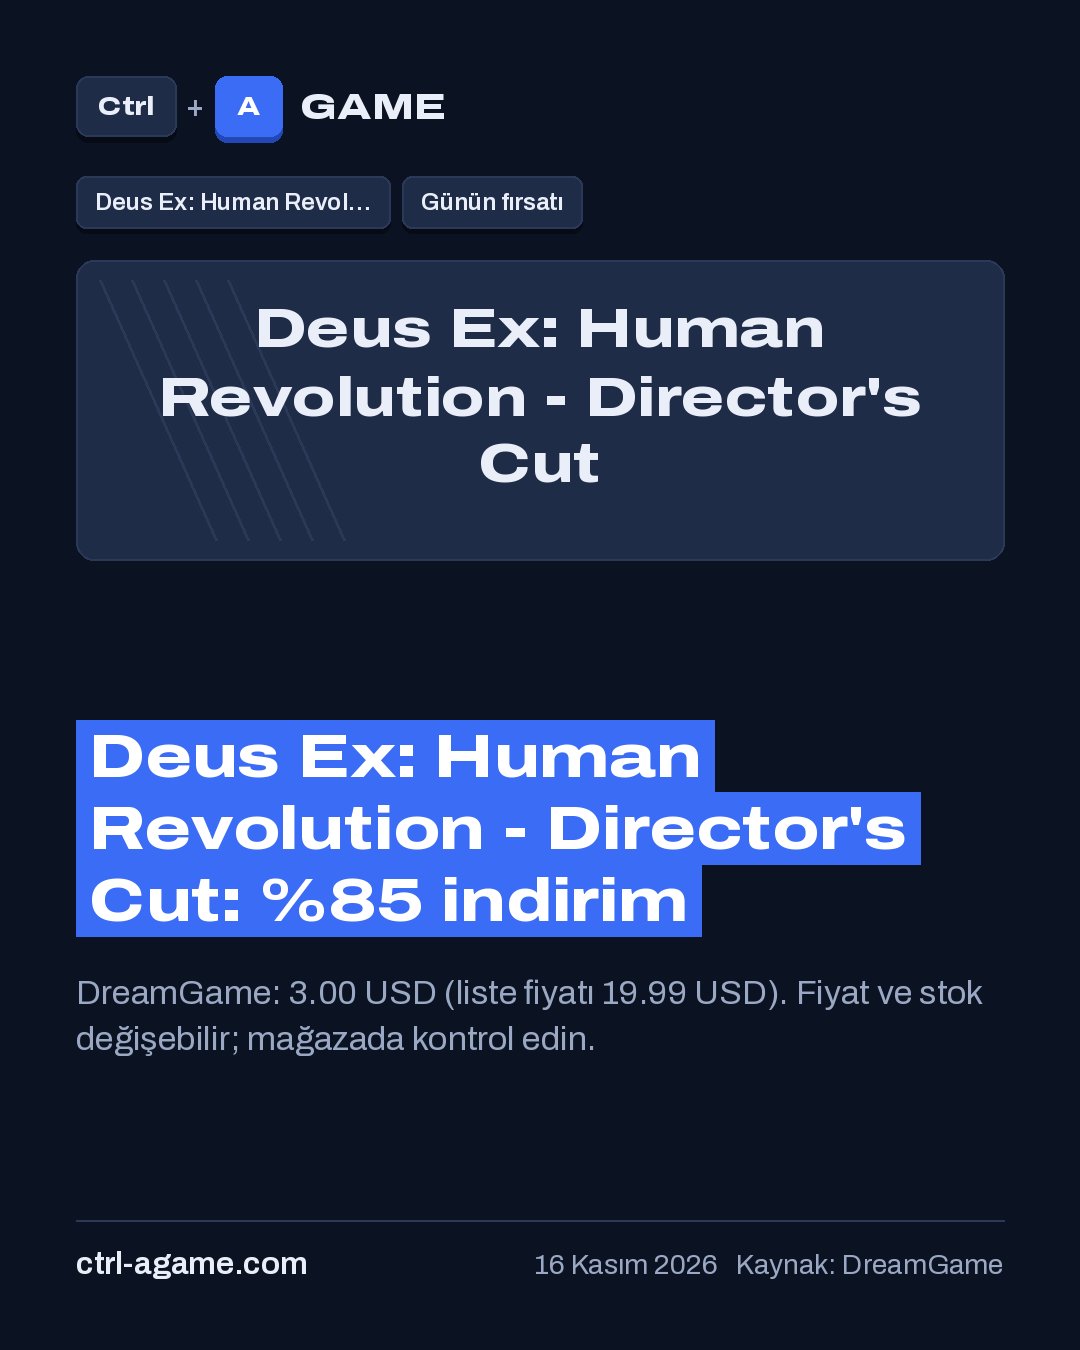 Ctrl + A GAME
Deus Ex: Human Revol... Günün fırsatı
Deus Ex: Human
Revolution - Director's
Cut
Deus Ex: Human
Revolution - Director's
Cut: %85 indirim
DreamGame: 3.00 USD (liste fiyatı 19.99 USD). Fiyat ve stok
değişebilir; mağazada kontrol edin.
ctrl-agame.com 16 Kasım 2026 Kaynak: DreamGame